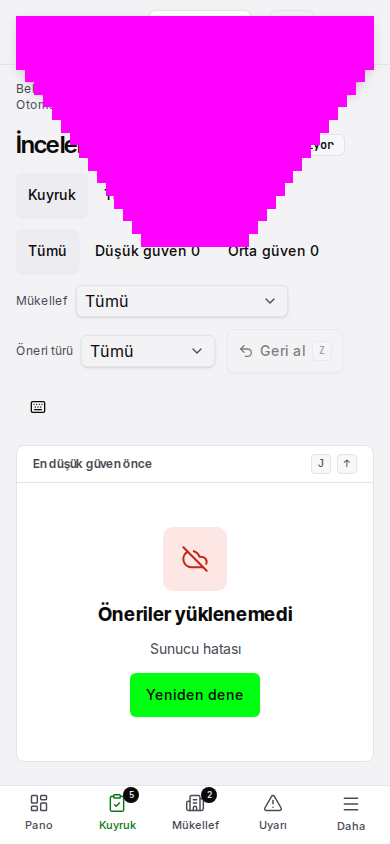 Kuyruk
Tümü Düşük güven 0 Orta güven 0
Mükellef Tümü
Öneri türü Tümü Geri al Z
En düşük güven önce J ↑
Öneriler yüklenemedi
Sunucu hatası
Yeniden dene
5 2
Pano Kuyruk Mükellef Uyarı Daha